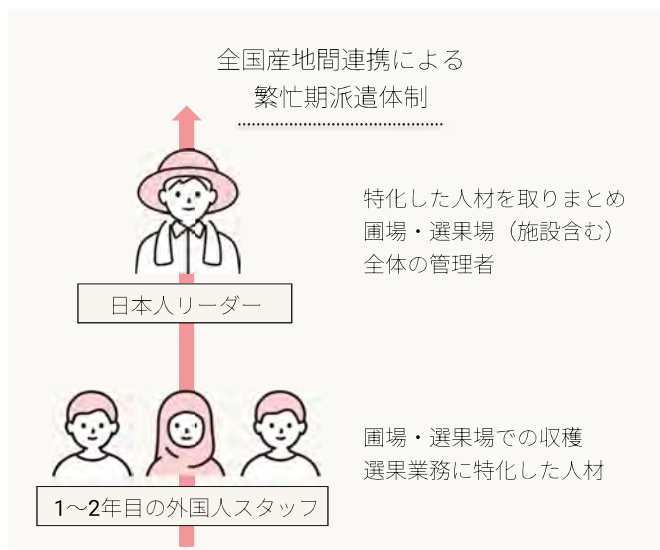 全国産地間連携による
繁忙期派遣体制
特化した人材を取りまとめ
圃場・選果場（施設含む）
全体の管理者
日本人リーダー
圃場・選果場での収穫
選果業務に特化した人材
1〜2年目の外国人スタッフ